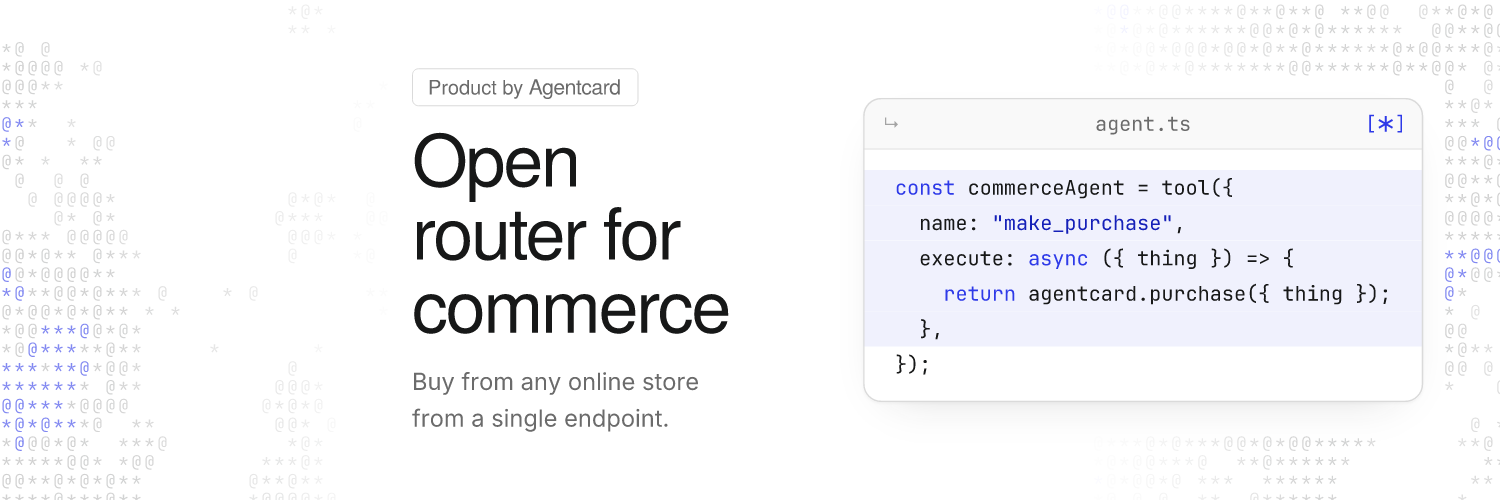 Product by Agentcard
Open
router for
commerce
Buy from any online store
from a single endpoint.
agent.ts
[*]
const commerceAgent = tool({
name: "make_purchase",
execute: async ({ thing }) => {
return agentcard.purchase({ thing });
},
});